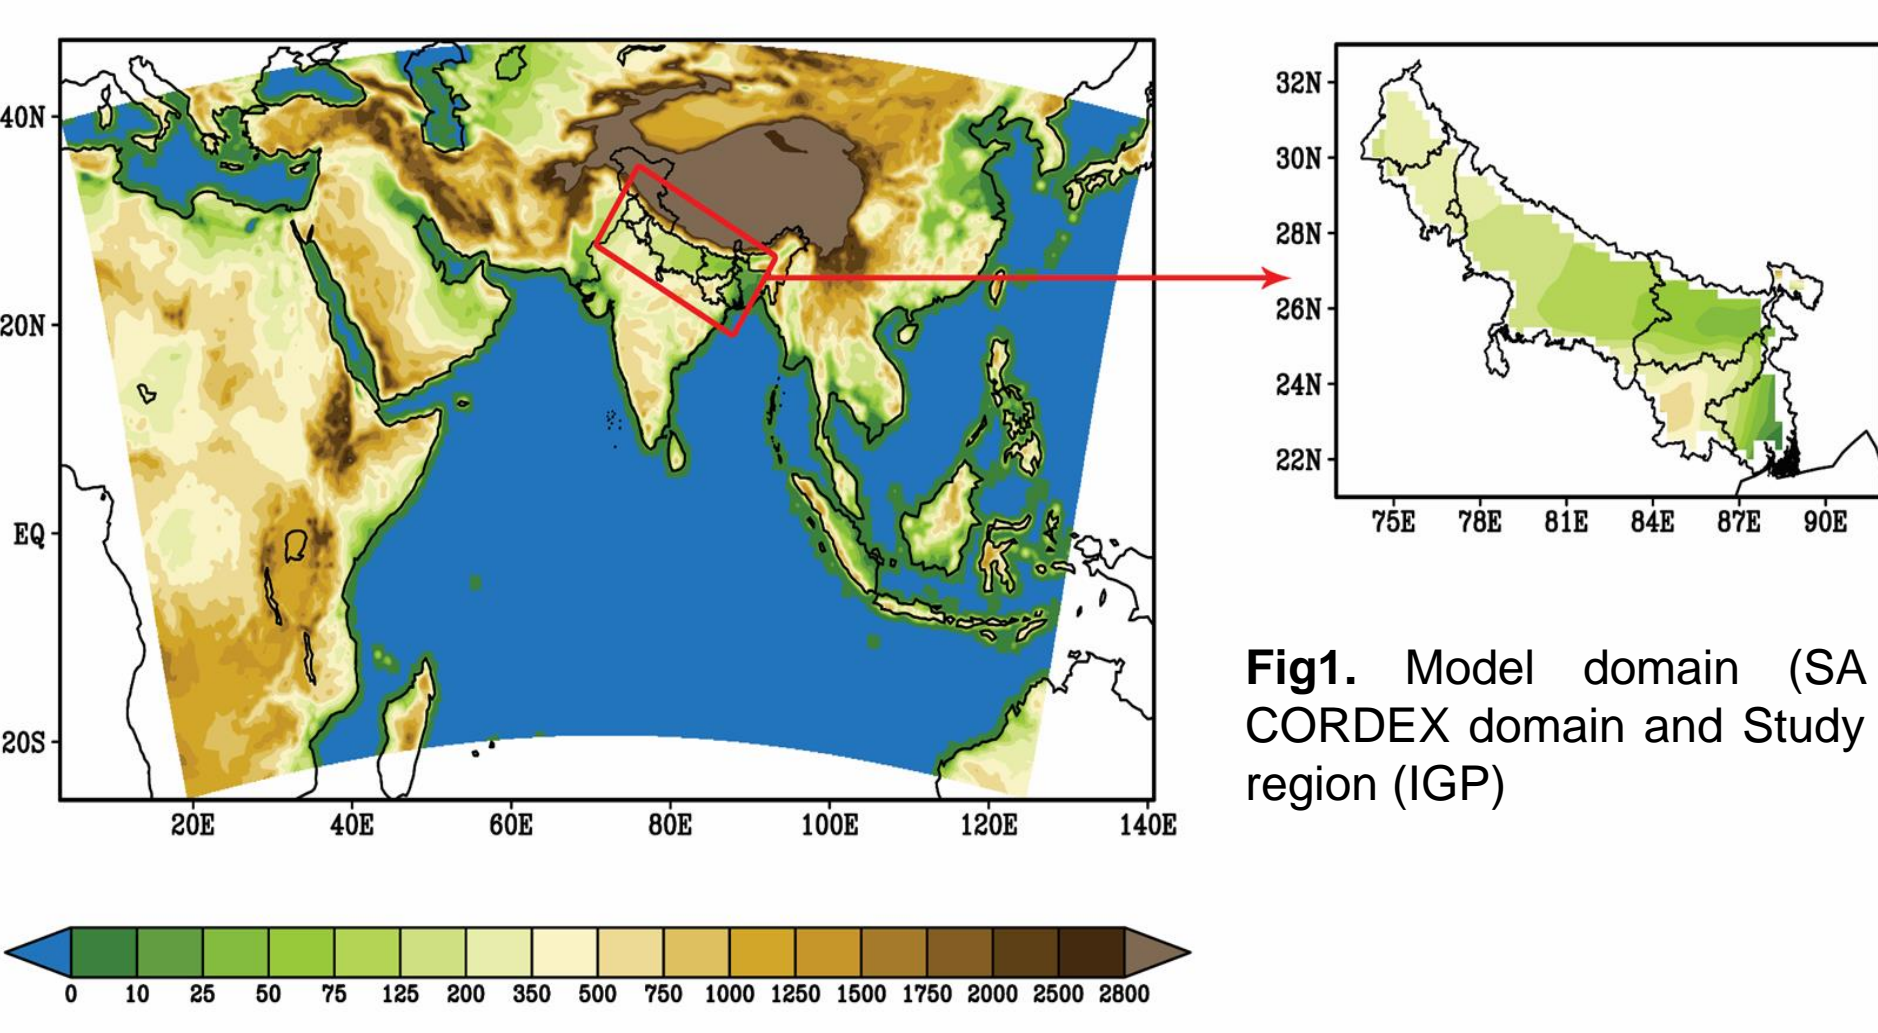 40N
20N
EQ
20S
20E 40E 60E 80E 100E 120E 140E
32N
30N
28N
26N
24N
22N
75E 78E 81E 84E 87E 90E
Fig1. Model domain (SA
CORDEX domain and Study
region (IGP)
0 10 25 50 75 125 200 350 500 750 1000 1250 1500 1750 2000 2500 2800